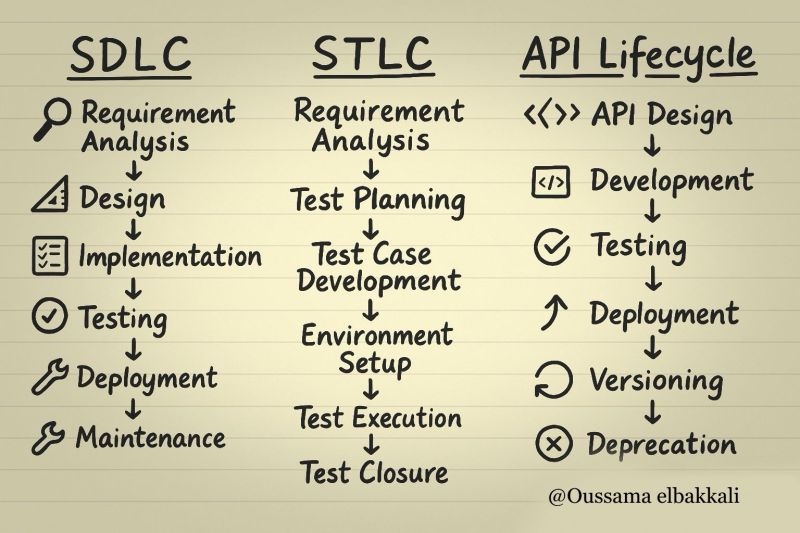 SDLC
Requirement
Analysis
Design
Implementation
Testing
Deployment
Maintenance
STLC
Requirement
Analysis
Test Planning
Test Case
Development
Environment
Setup
Test Execution
Test Closure
API Lifecycle
<<>> API Design
</> Development
Testing
Deployment
Versioning
Deprecation
@Oussama elbakkali